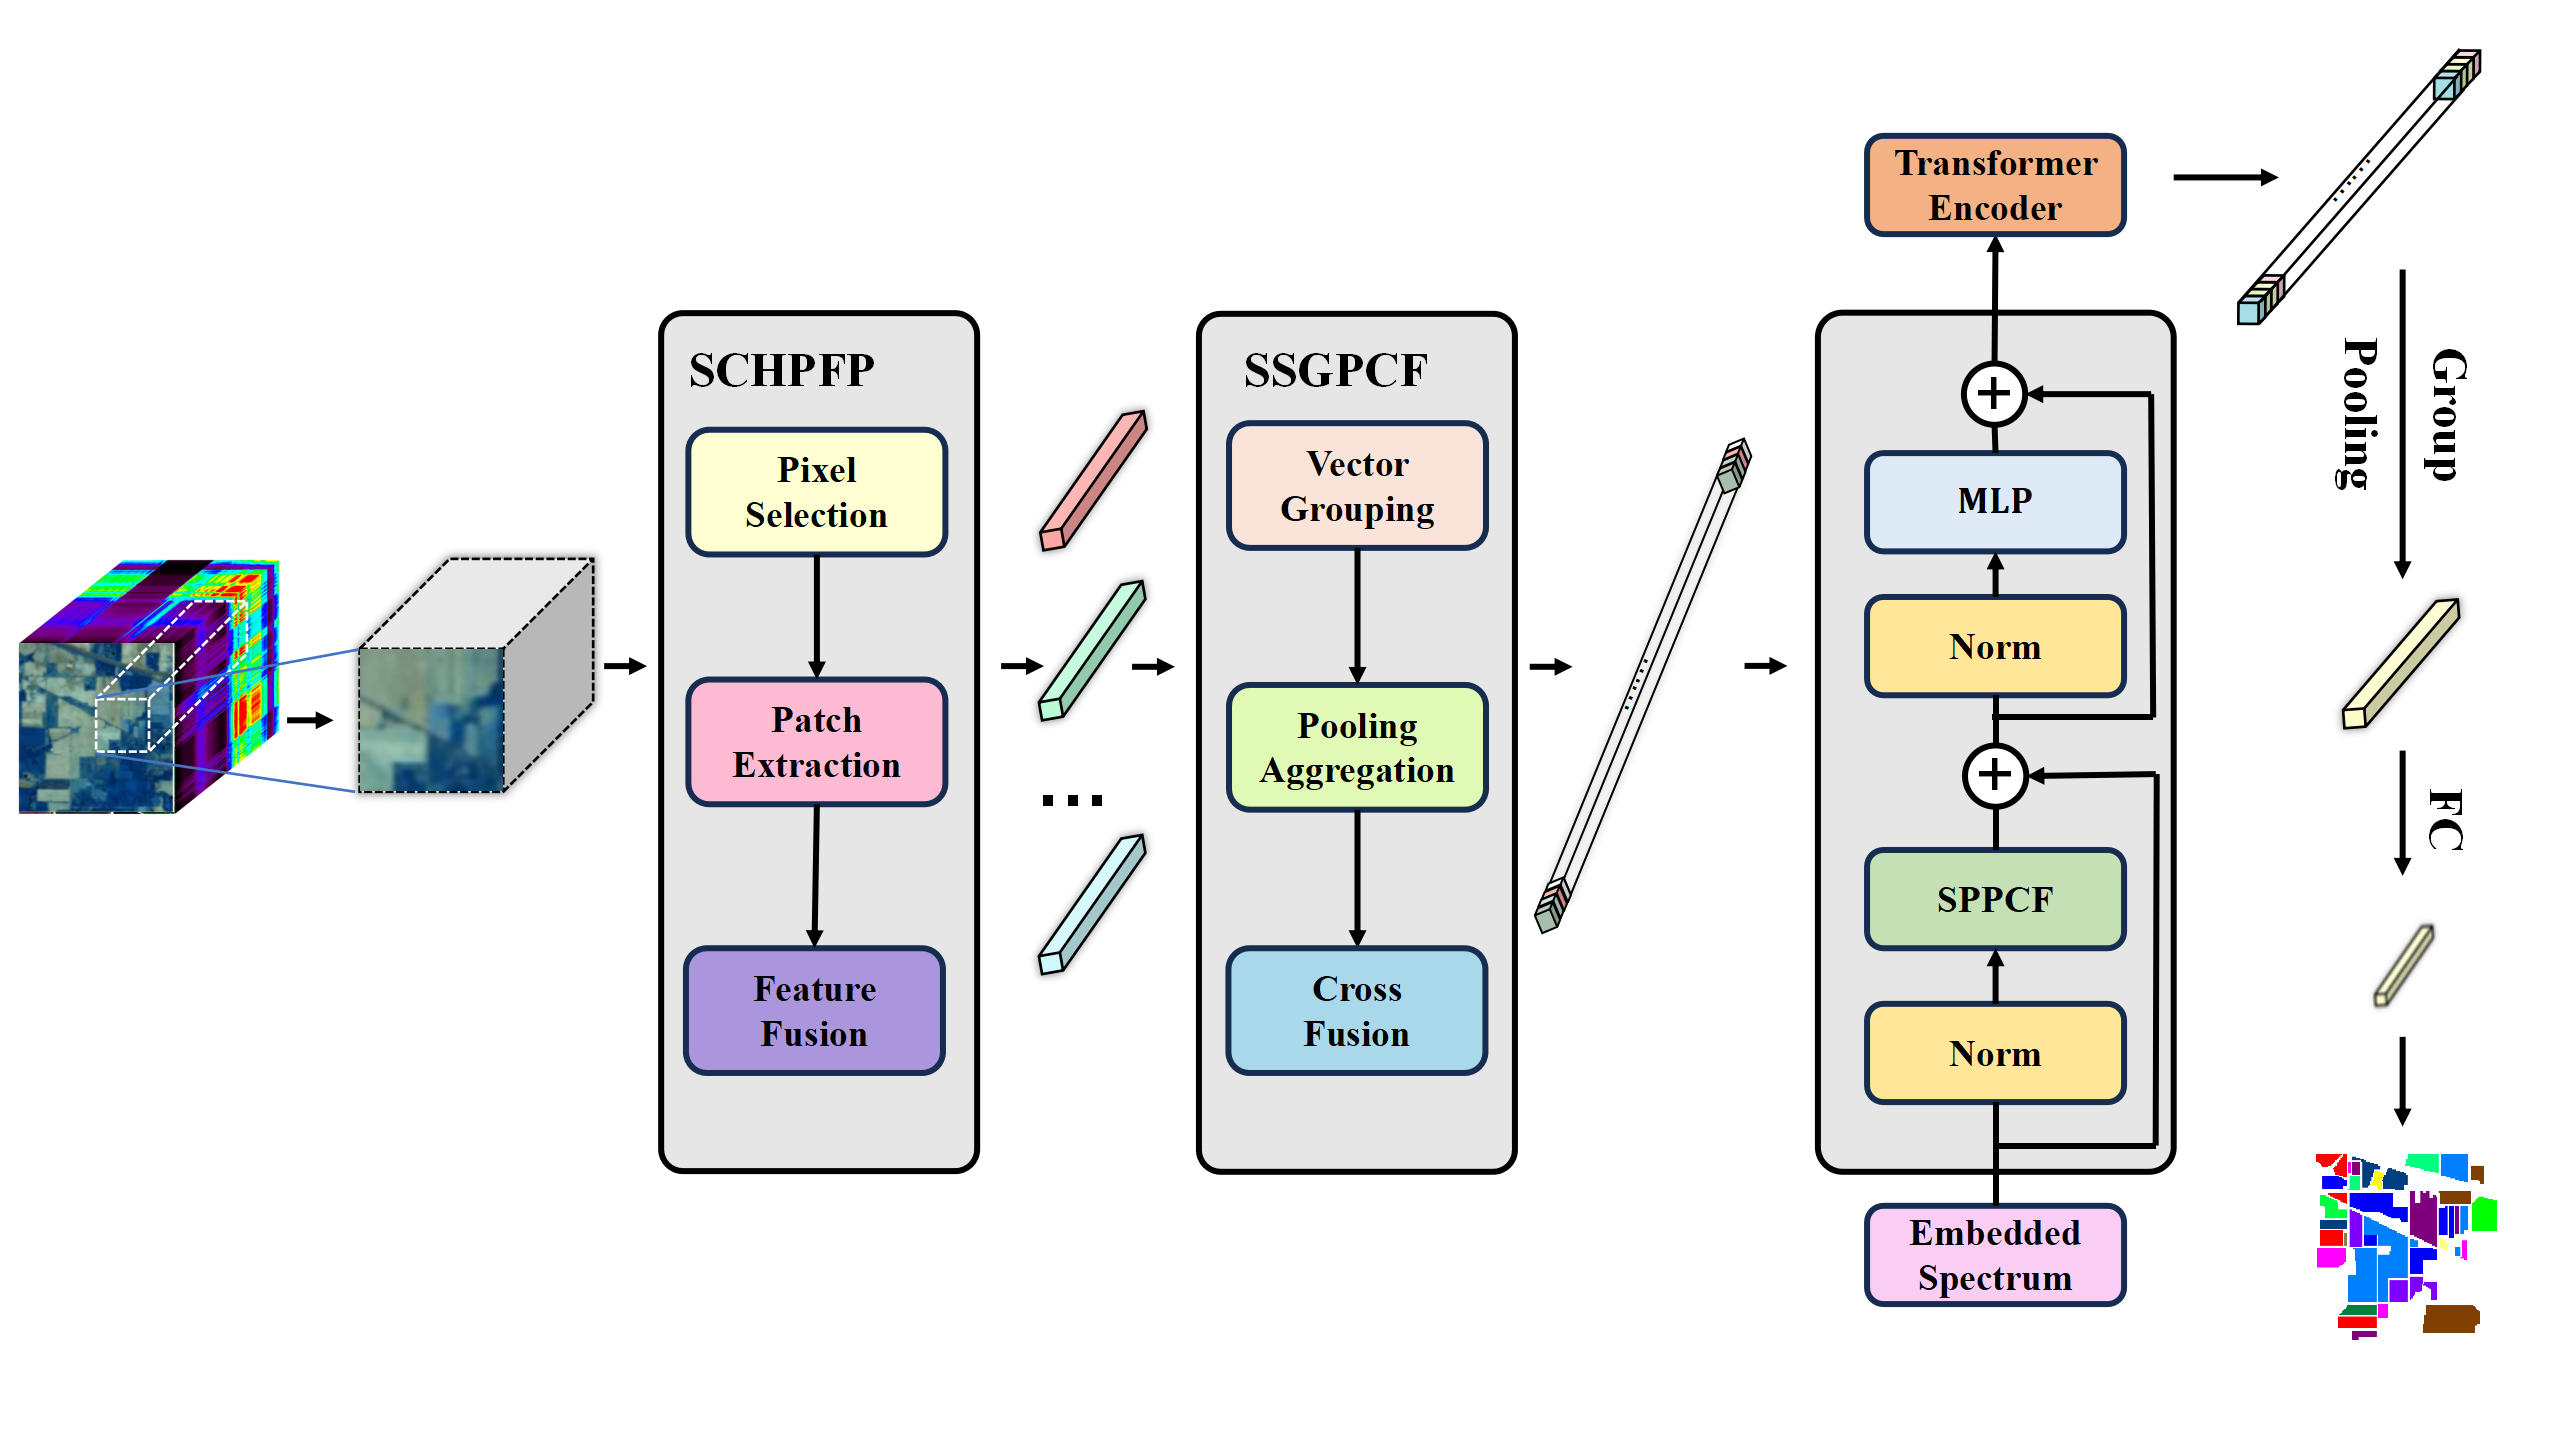 SCHPFP
Pixel
Selection
Patch
Extraction
Feature
Fusion
SSGPCF
Vector
Grouping
Pooling
Aggregation
Cross
Fusion
Transformer
Encoder
MLP
Norm
SPPCF
Norm
Embedded
Spectrum
Group
Pooling
FC